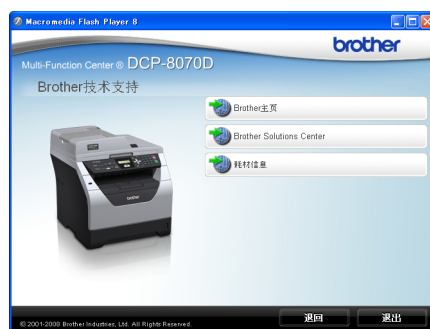 Macromedia Flash Player 8
brother
Multi-Function Center ® DCP-8070D
Brother技术支持
Brother主页
Brother Solutions Center
耗材信息
© 2001-2008 Brother Industries, Ltd. All Rights Reserved.
退回
退出